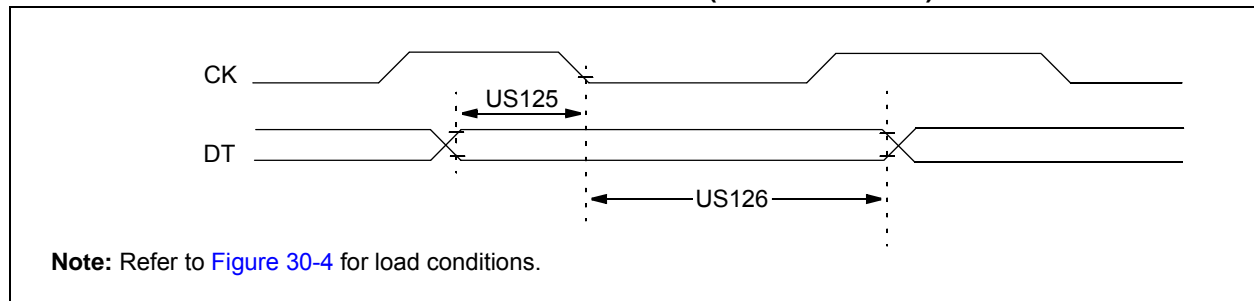 CK
US125
DT
US126
Note: Refer to Figure 30-4 for load conditions.